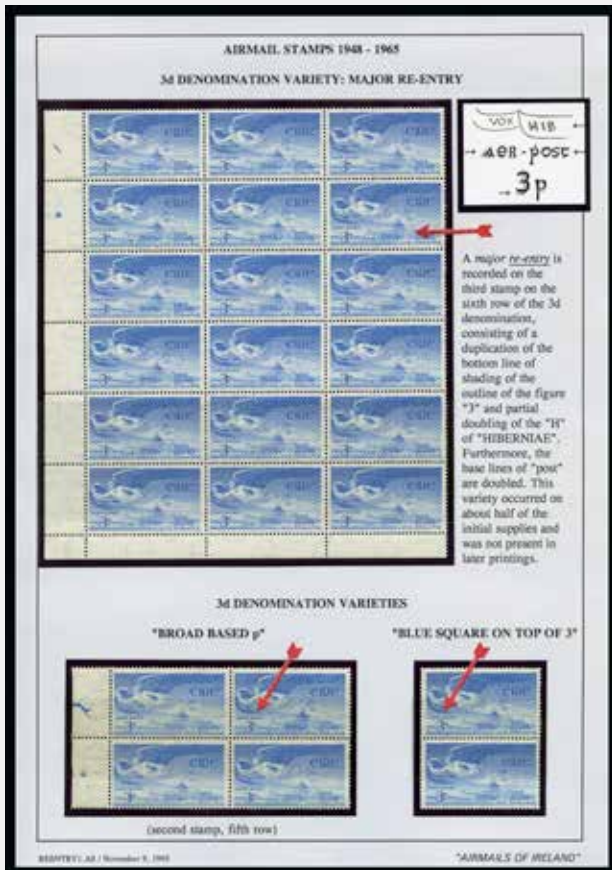 AIRMAIL STAMPS 1948 - 1965
3d DENOMINATION VARIETY: MAJOR RE-ENTRY
VOX HIB
aer - post
3p
A major re-entry is
recorded on the
third stamp on the
sixth row of the 3d
denomination,
consisting of a
duplication of the
bottom line of
shading of the
outline of the figure
"3" and partial
doubling of the "H"
of "HIBERNIAE".
Furthermore, the
base lines of "post"
are doubled. This
variety occurred on
about half of the
initial supplies and
was not present in
later printings.
3d DENOMINATION VARIETIES
"BROAD BASED p"
"BLUE SQUARE ON TOP OF 3"
(second stamp, fifth row)
November 9, 1995
"AIRMAILS OF IRELAND"